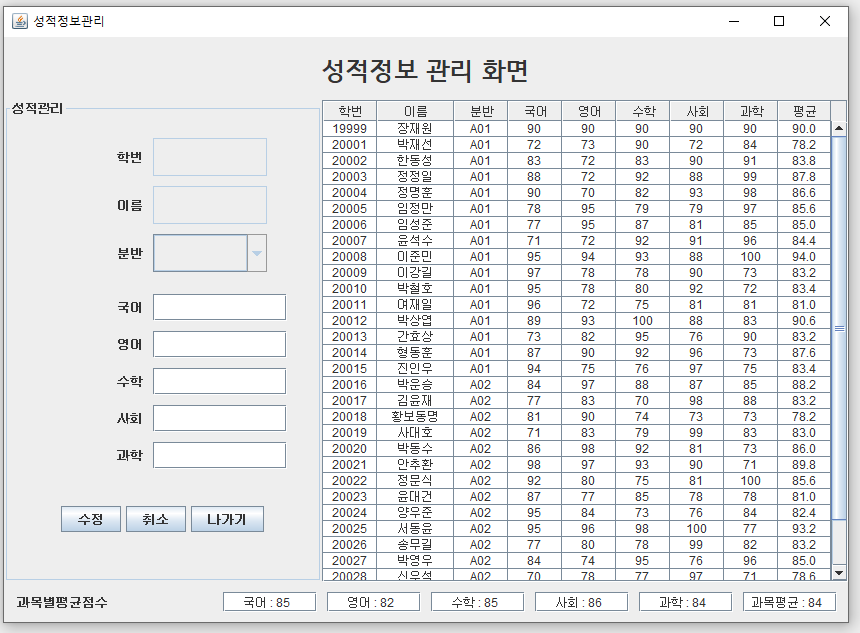 성적정보관리
성적정보 관리 화면
성적관리
학번
이름
분반
국어
영어
수학
사회
과학
수정 취소 나가기
학번 이름 분반 국어 영어 수학 사회 과학 평균
19999 장재원 A01 90 90 90 90 90 90.0
20001 박재선 A01 72 73 90 72 84 78.2
20002 한동성 A01 83 72 83 90 91 83.8
20003 정정일 A01 88 72 92 88 99 87.8
20004 정명훈 A01 90 70 82 93 98 86.6
20005 임정만 A01 78 95 79 79 97 85.6
20006 임성준 A01 77 95 87 81 85 85.0
20007 윤석수 A01 71 72 92 91 96 84.4
20008 이준민 A01 95 94 93 88 100 94.0
20009 이강길 A01 97 78 78 90 73 83.2
20010 박철호 A01 95 78 80 92 72 83.4
20011 여재일 A01 96 72 75 81 81 81.0
20012 박상엽 A01 89 93 100 88 83 90.6
20013 간효상 A01 73 82 95 76 90 83.2
20014 형동훈 A01 87 90 92 96 73 87.6
20015 진민우 A01 94 75 76 97 75 83.4
20016 박운승 A02 84 97 88 87 85 88.2
20017 김윤재 A02 77 83 70 98 88 83.2
20018 황보동명 A02 81 90 74 73 73 78.2
20019 사대호 A02 71 83 79 99 83 83.0
20020 박동수 A02 86 98 92 81 73 86.0
20021 안추환 A02 98 97 93 90 71 89.8
20022 정문식 A02 92 80 75 81 100 85.6
20023 윤대건 A02 87 77 85 78 78 81.0
20024 양우준 A02 95 84 73 76 84 82.4
20025 서동윤 A02 95 96 98 100 77 93.2
20026 송무길 A02 77 80 78 99 82 83.2
20027 박영우 A02 84 74 95 76 96 85.0
20028 신우석 A02 70 78 77 97 71 78.6
과목별평균점수 국어 : 85 영어 : 82 수학 : 85 사회 : 86 과학 : 84 과목평균 : 84